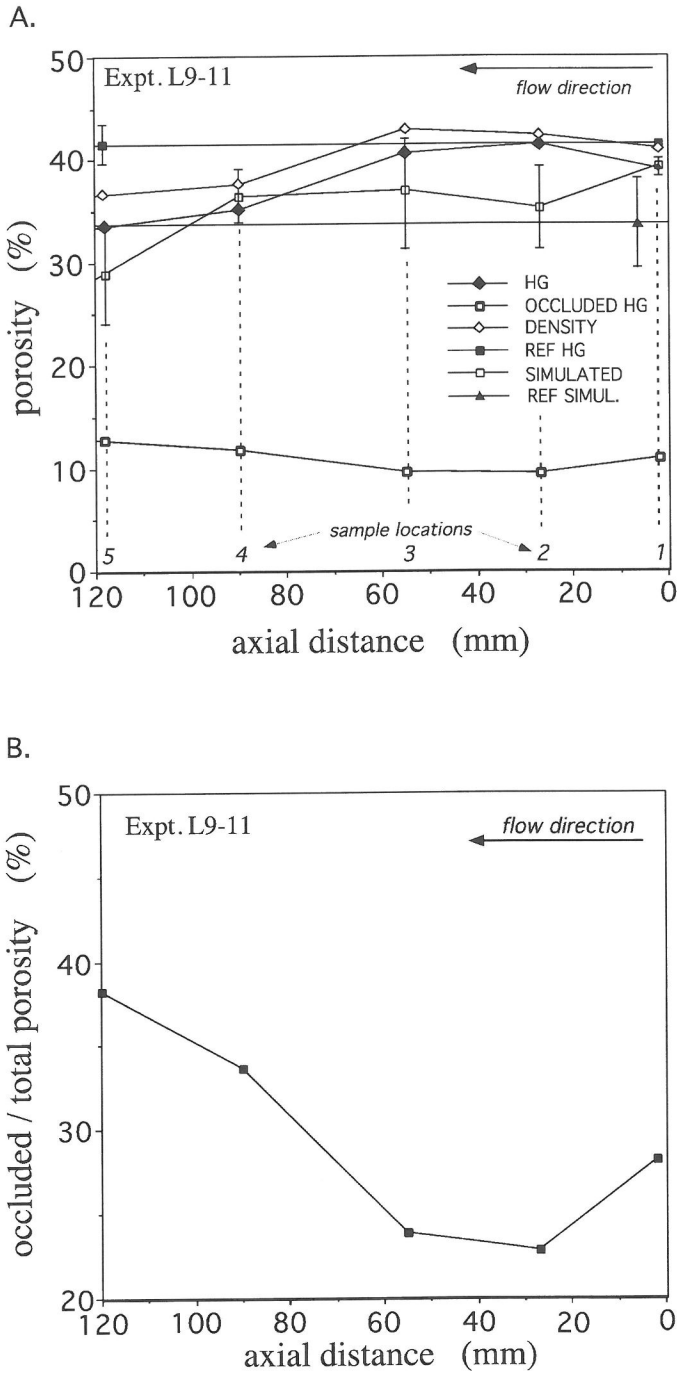 A.
Expt. L9-11
flow direction
50
40
30
20
10
0
porosity (%)
HG
OCCLUDED HG
DENSITY
REF HG
SIMULATED
REF SIMUL.
sample locations
5 4 3 2 1
120 100 80 60 40 20 0
axial distance (mm)
B.
Expt. L9-11
flow direction
50
40
30
20
occluded / total porosity (%)
120 100 80 60 40 20 0
axial distance (mm)